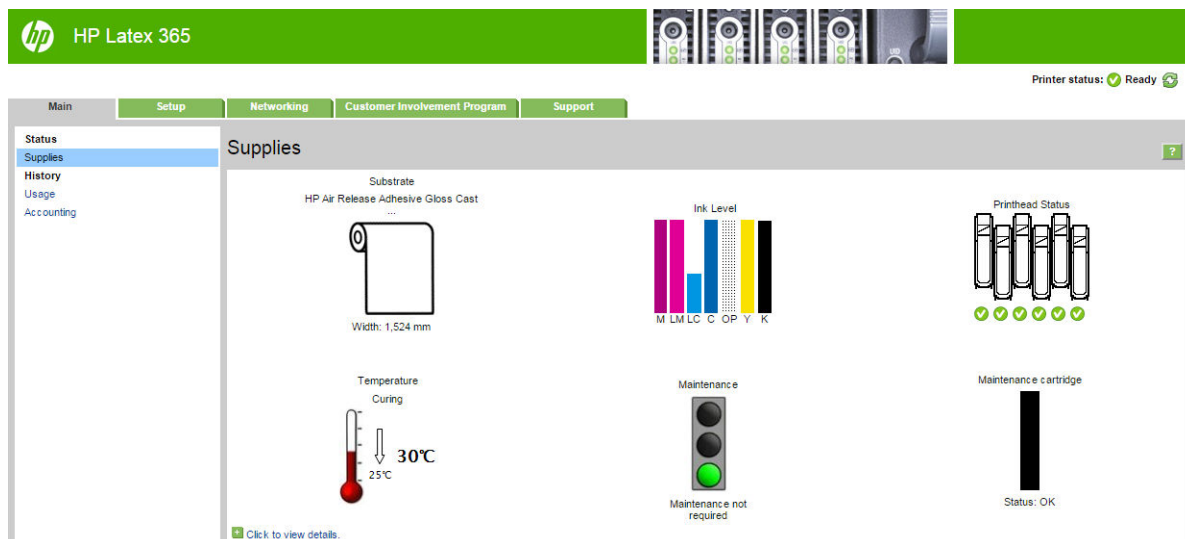 hp
HP Latex 365
Printer status: Ready
Main
Setup
Networking
Customer Involvement Program
Support
Status
Supplies
History
Usage
Accounting
Supplies
?
Substrate
HP Air Release Adhesive Gloss Cast
...
Width: 1,524 mm
Ink Level
M LM LC C OP Y K
Printhead Status
Temperature
Curing
30℃
25℃
Maintenance
Maintenance not
required
Maintenance cartridge
Status: OK
Click to view details.